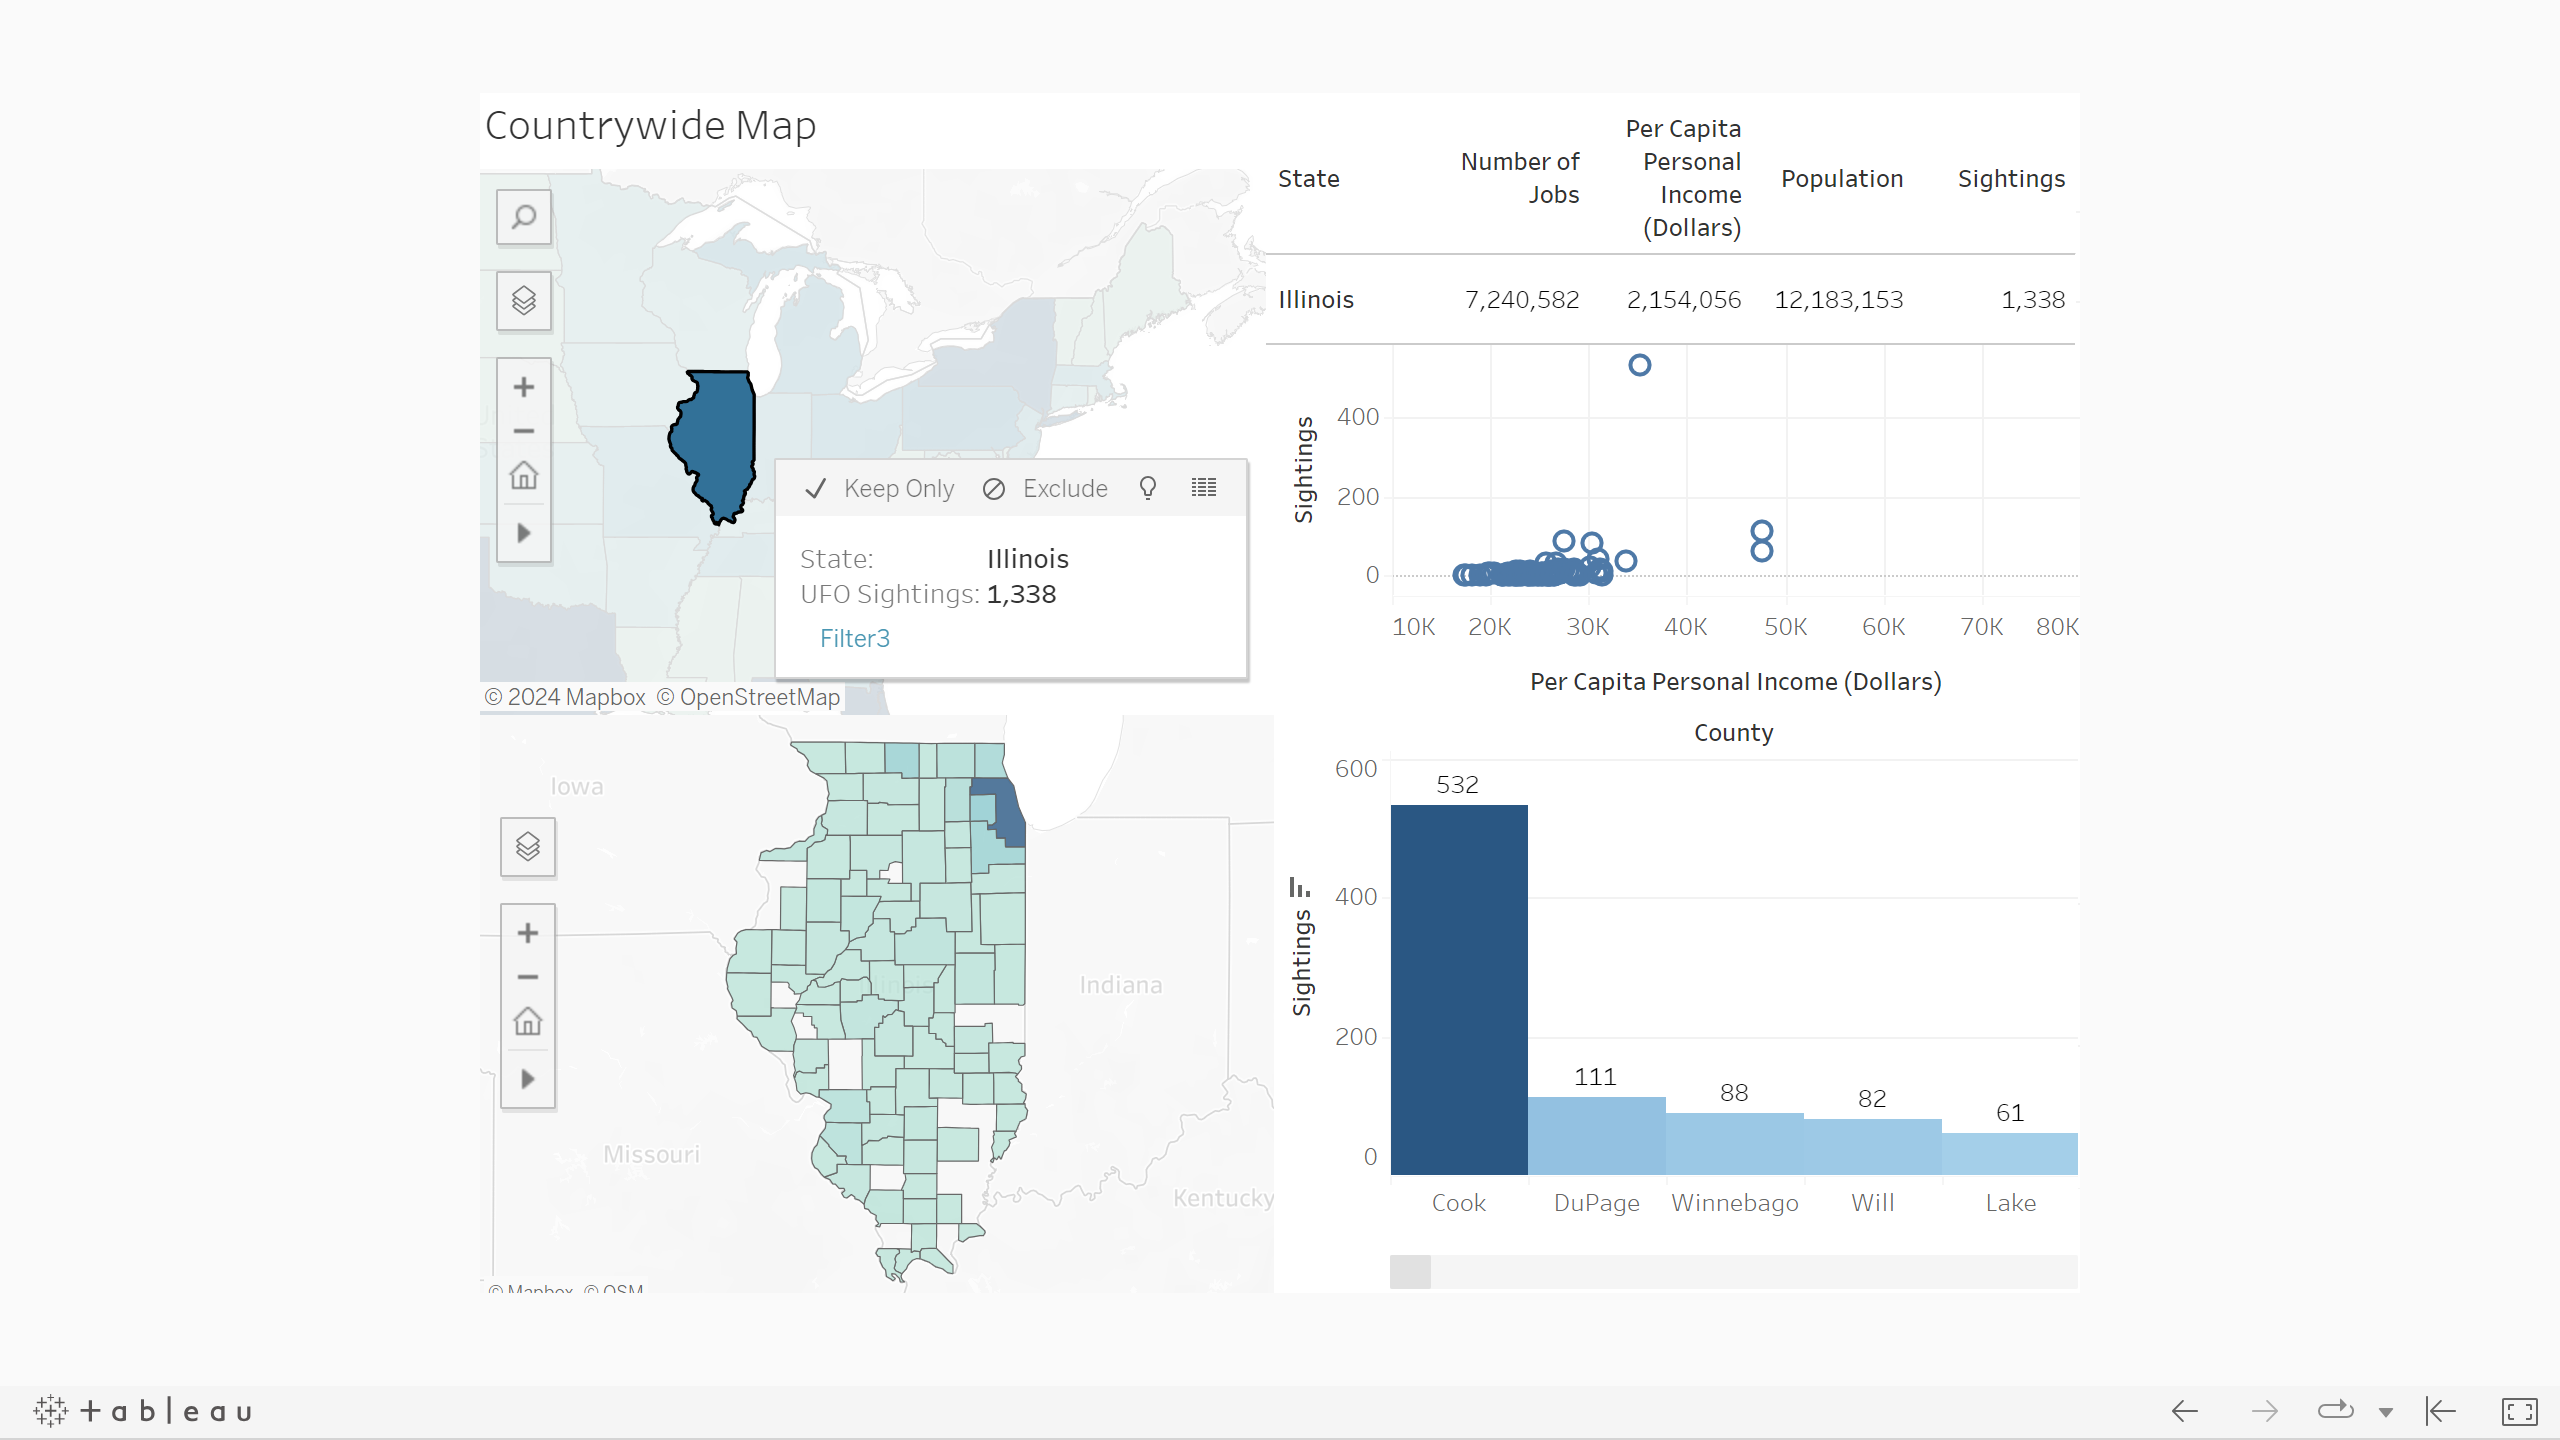 Countrywide Map
State
Number of
Jobs
Per Capita
Personal
Income
(Dollars)
Population
Sightings
Illinois
7,240,582
2,154,056
12,183,153
1,338
Keep Only
Exclude
State: Illinois
UFO Sightings: 1,338
Filter3
© 2024 Mapbox © OpenStreetMap
Sightings
400
200
0
10K 20K 30K 40K 50K 60K 70K 80K
Per Capita Personal Income (Dollars)
Iowa
Illinois
Indiana
Missouri
Kentucky
© Mapbox © OSM
County
Sightings
600
400
200
0
532
111
88
82
61
Cook DuPage Winnebago Will Lake
+ableau